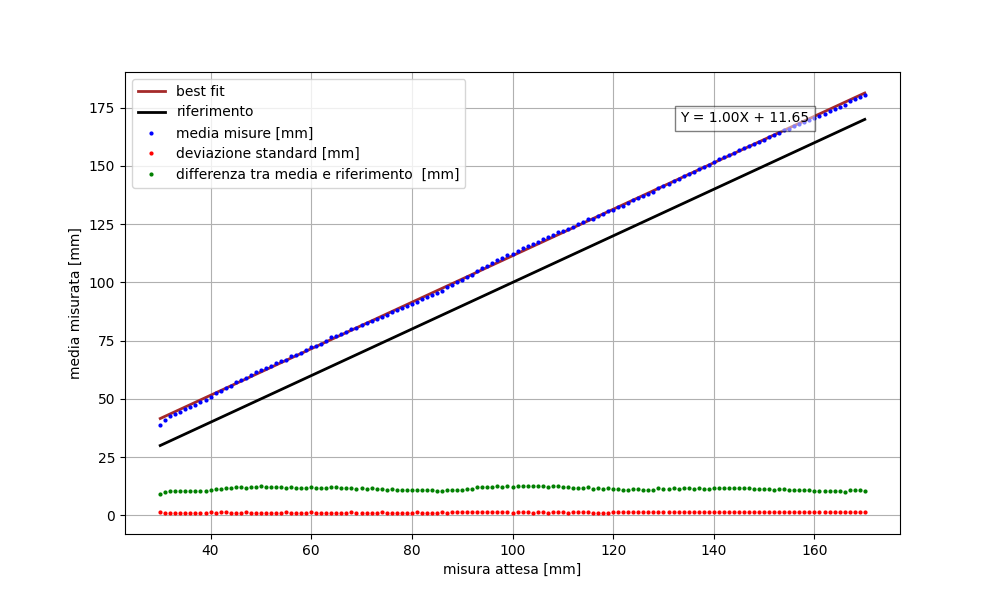 best fit
riferimento
media misure [mm]
deviazione standard [mm]
differenza tra media e riferimento  [mm]
Y = 1.00X + 11.65
media misurata [mm]
175
150
125
100
75
50
25
0
40 60 80 100 120 140 160
misura attesa [mm]